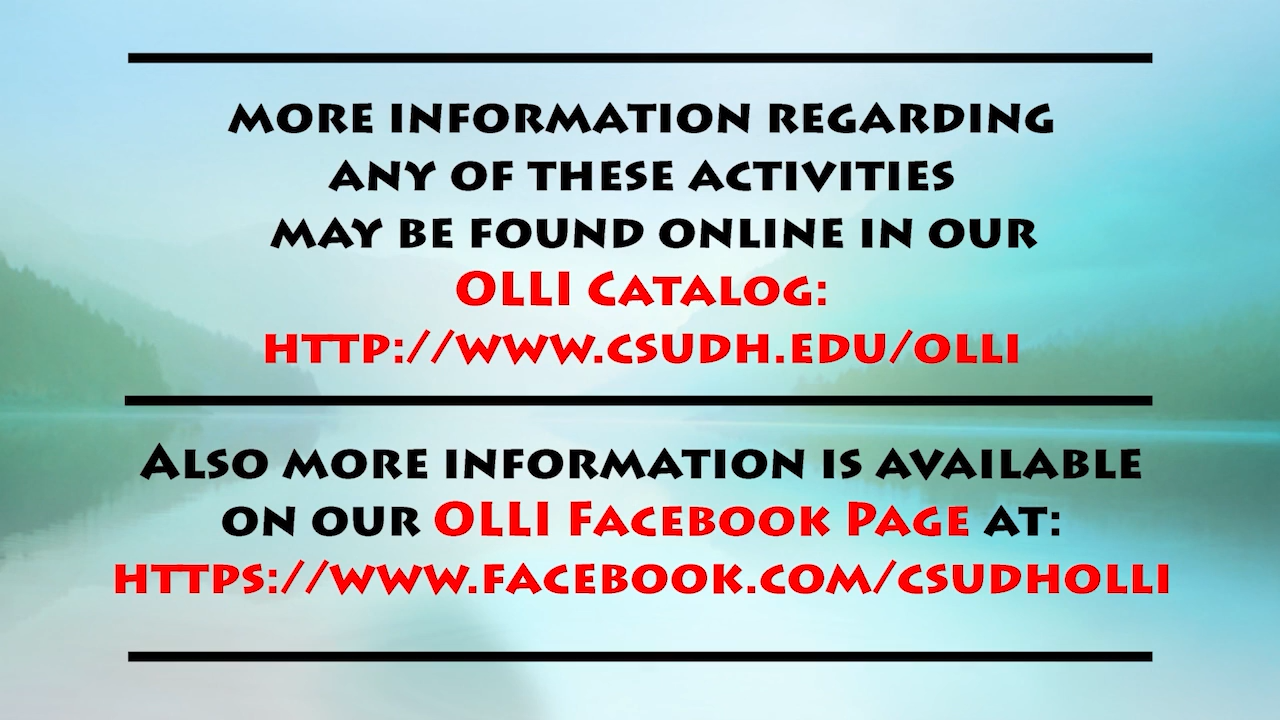 more information regarding
any of these activities
may be found online in our
OLLI Catalog:
http://www.csudh.edu/olli
Also more information is available
on our OLLI Facebook Page at:
https://www.facebook.com/csudholli